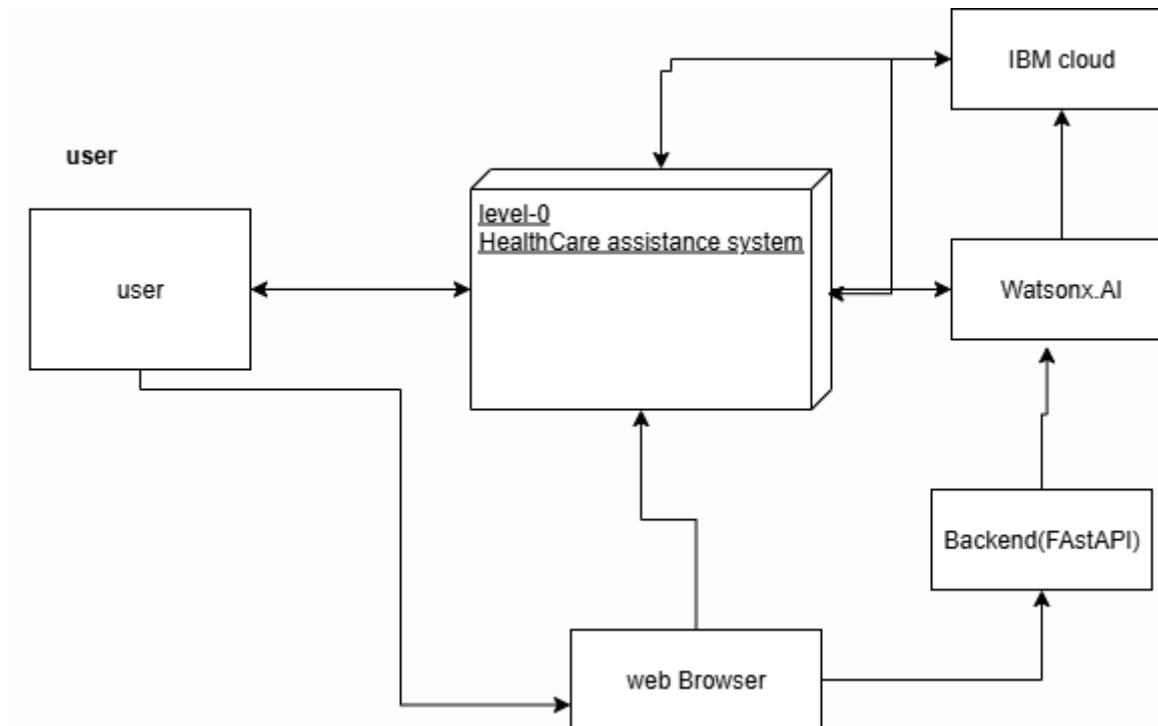 IBM cloud
user
level-0
HealthCare assistance system
user
Watsonx.AI
Backend(FAstAPI)
web Browser